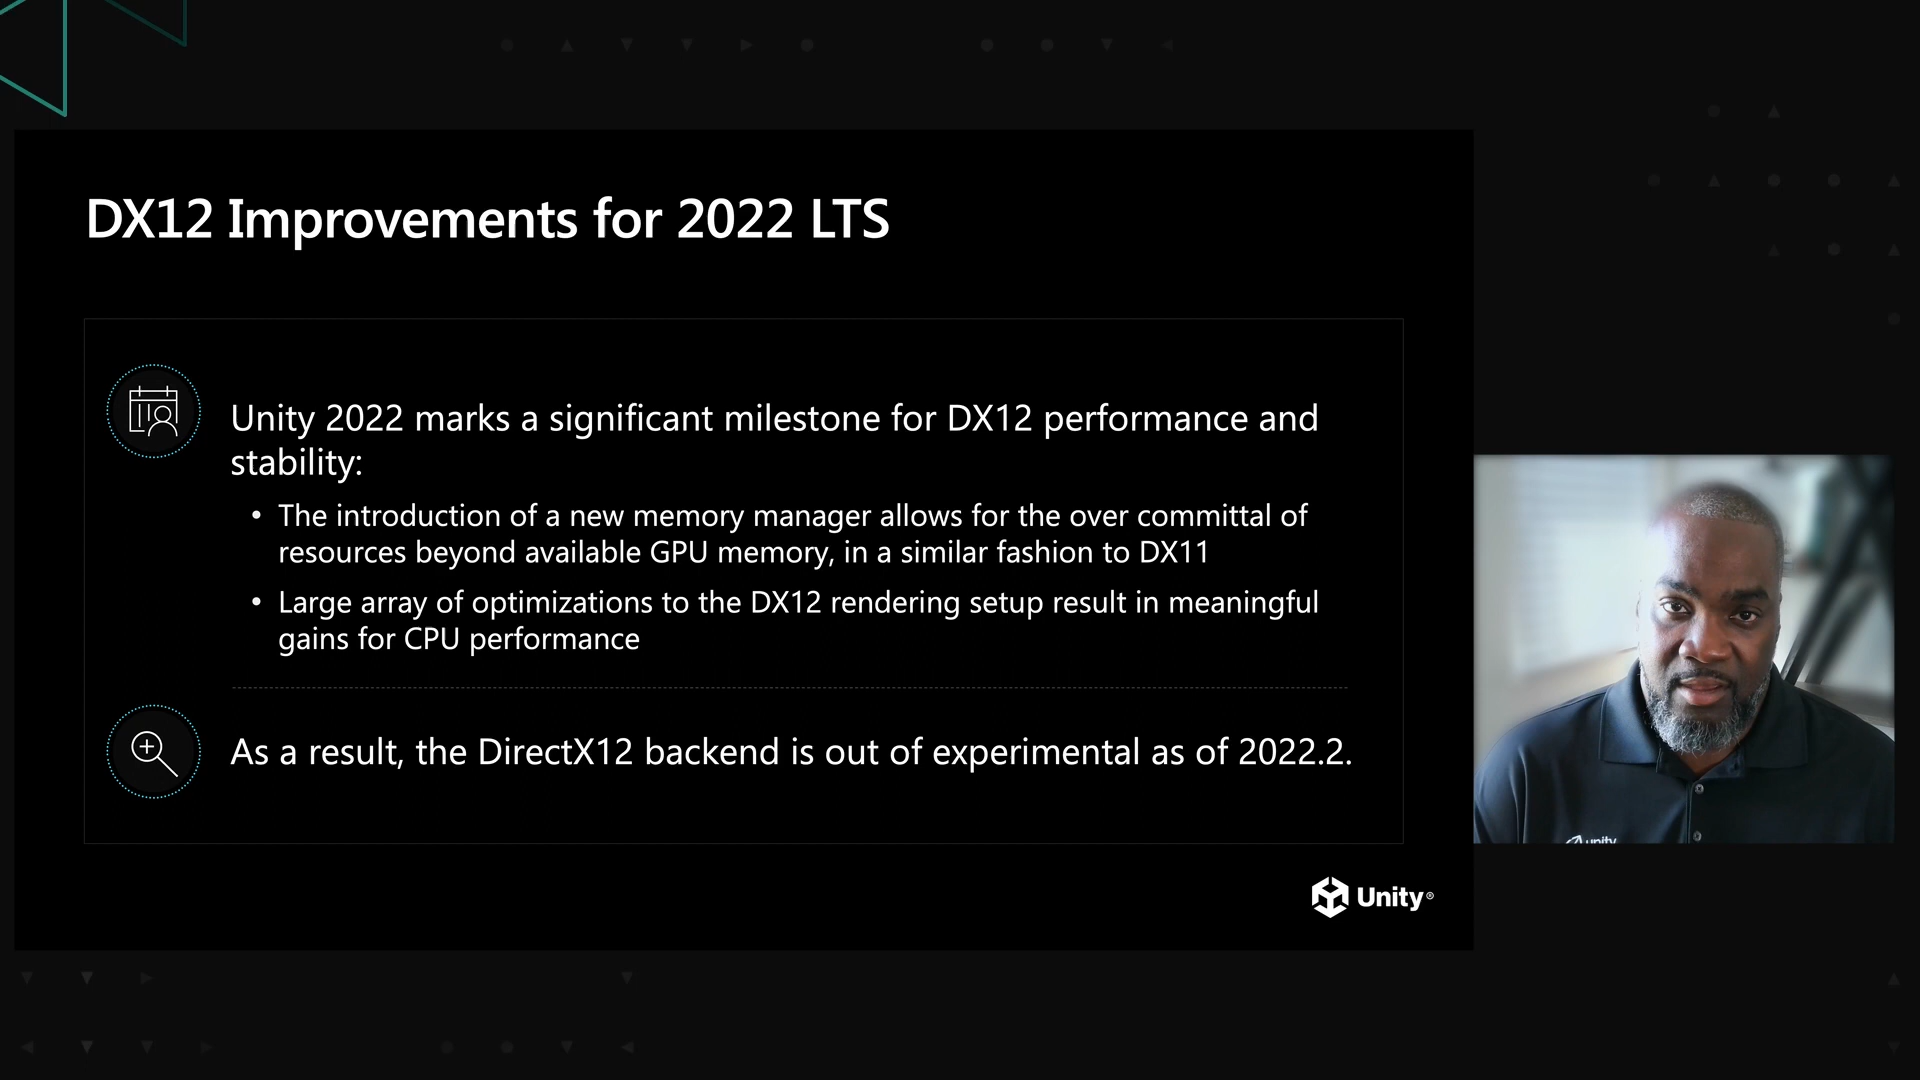 DX12 Improvements for 2022 LTS
Unity 2022 marks a significant milestone for DX12 performance and
stability:
• The introduction of a new memory manager allows for the over committal of
resources beyond available GPU memory, in a similar fashion to DX11
• Large array of optimizations to the DX12 rendering setup result in meaningful
gains for CPU performance
As a result, the DirectX12 backend is out of experimental as of 2022.2.
unity
Unity®